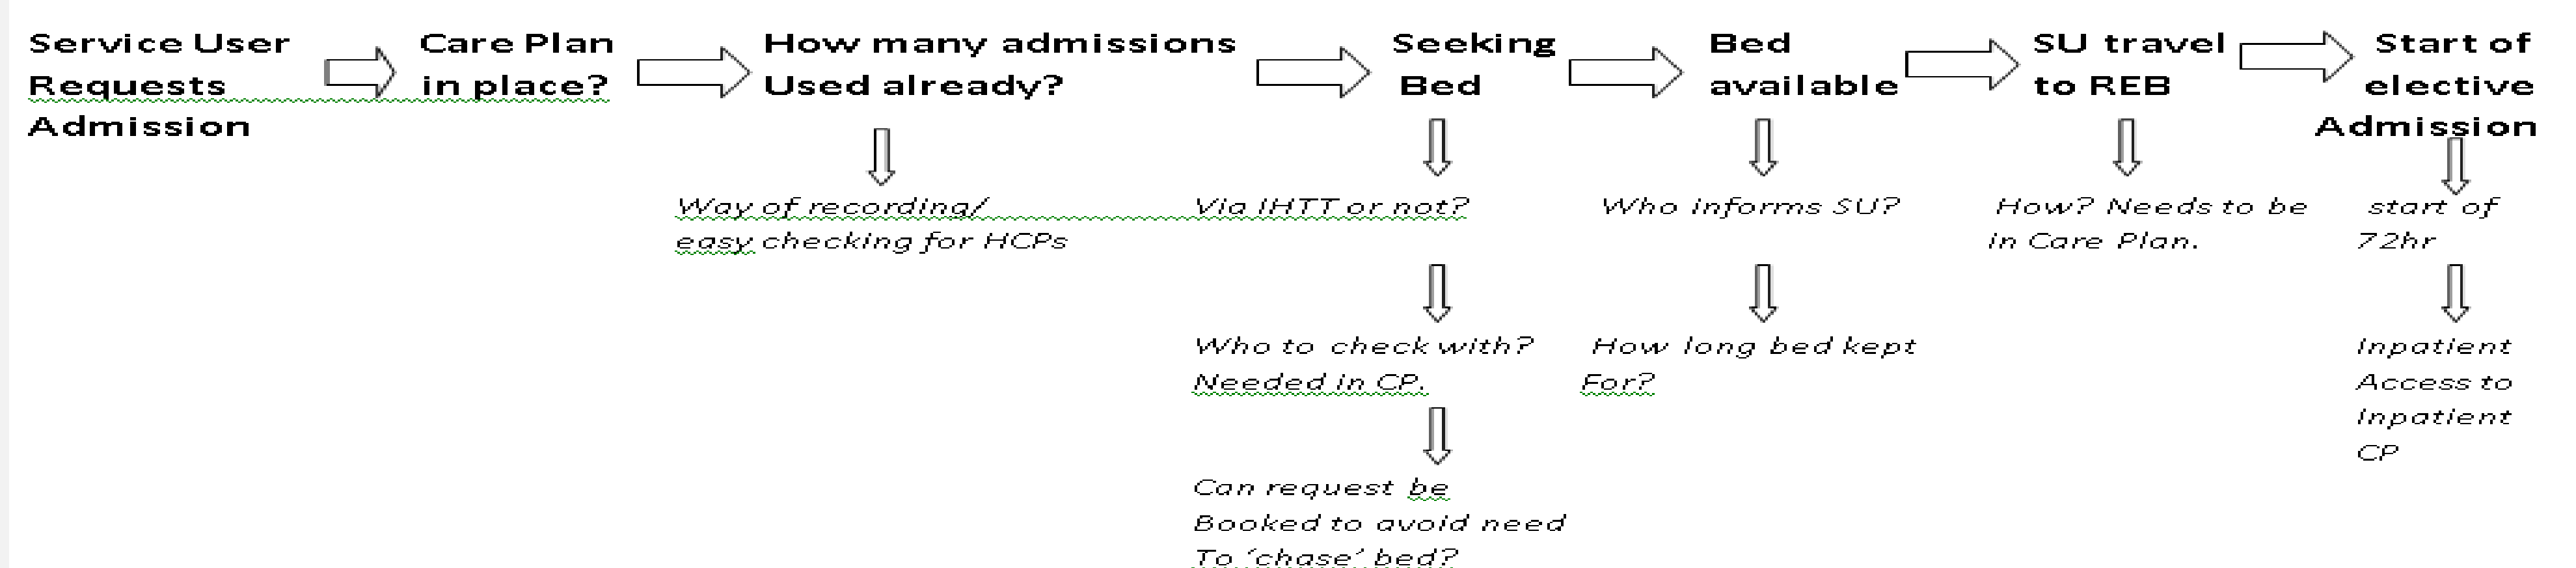 Service User
Requests
Admission
Care Plan
in place?
How many admissions
Used already?
Seeking
Bed
Bed
available
SU travel
to REB
Start of
elective
Admission
Way of recording/
easy checking for HCPs
Via IHTT or not?
Who to check with?
Needed in CP.
Can request be
Booked to avoid need
To ‘chase’ bed?
Who informs SU?
How long bed kept
For?
How? Needs to be
in Care Plan.
start of
72hr
Inpatient
Access to
Inpatient
CP